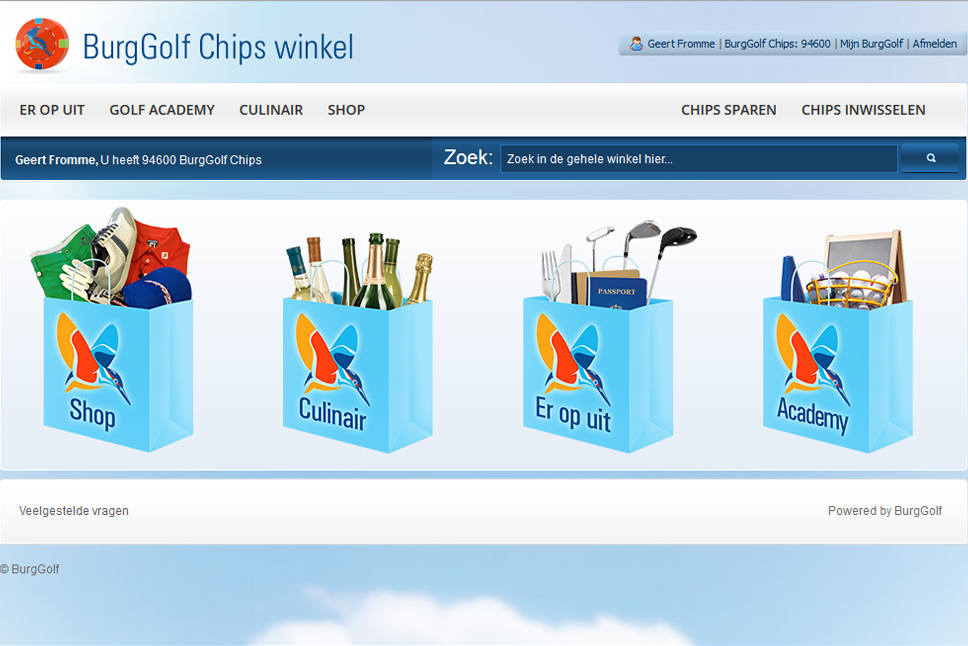 BurgGolf Chips winkel
Geert Fromme | BurgGolf Chips: 94600 | Mijn BurgGolf | Afmelden
ER OP UIT GOLF ACADEMY CULINAIR SHOP CHIPS SPAREN CHIPS INWISSELEN
Geert Fromme, U heeft 94600 BurgGolf Chips Zoek: Zoek in de gehele winkel hier...
PASSPORT
Shop
Culinair
Er op uit
Academy
Veelgestelde vragen Powered by BurgGolf
© BurgGolf